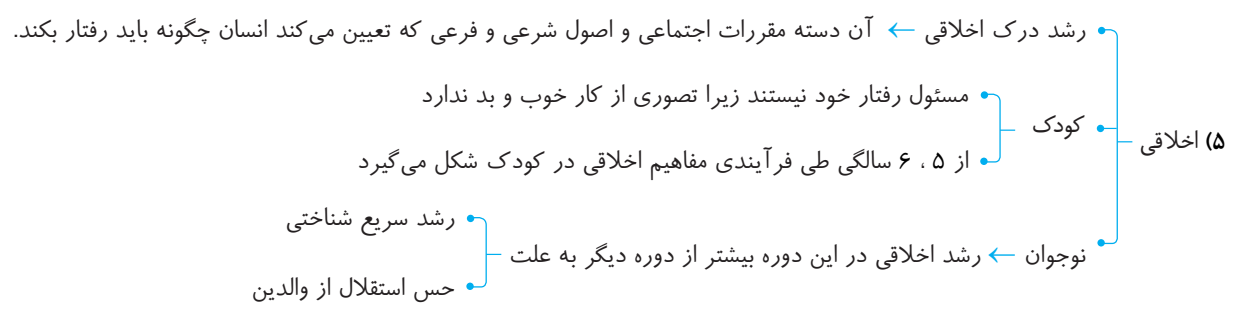 رشد درک اخلاقی ← آن دسته مقررات اجتماعی و اصول شرعی و فرعی که تعیین می‌کند انسان چگونه باید رفتار بکند.
مسئول رفتار خود نیستند زیرا تصوری از کار خوب و بد ندارد
کودک
۵) اخلاقی
از ۵ ، ۶ سالگی طی فرآیندی مفاهیم اخلاقی در کودک شکل می‌گیرد
رشد سریع شناختی
نوجوان ← رشد اخلاقی در این دوره بیشتر از دوره دیگر به علت
حس استقلال از والدین